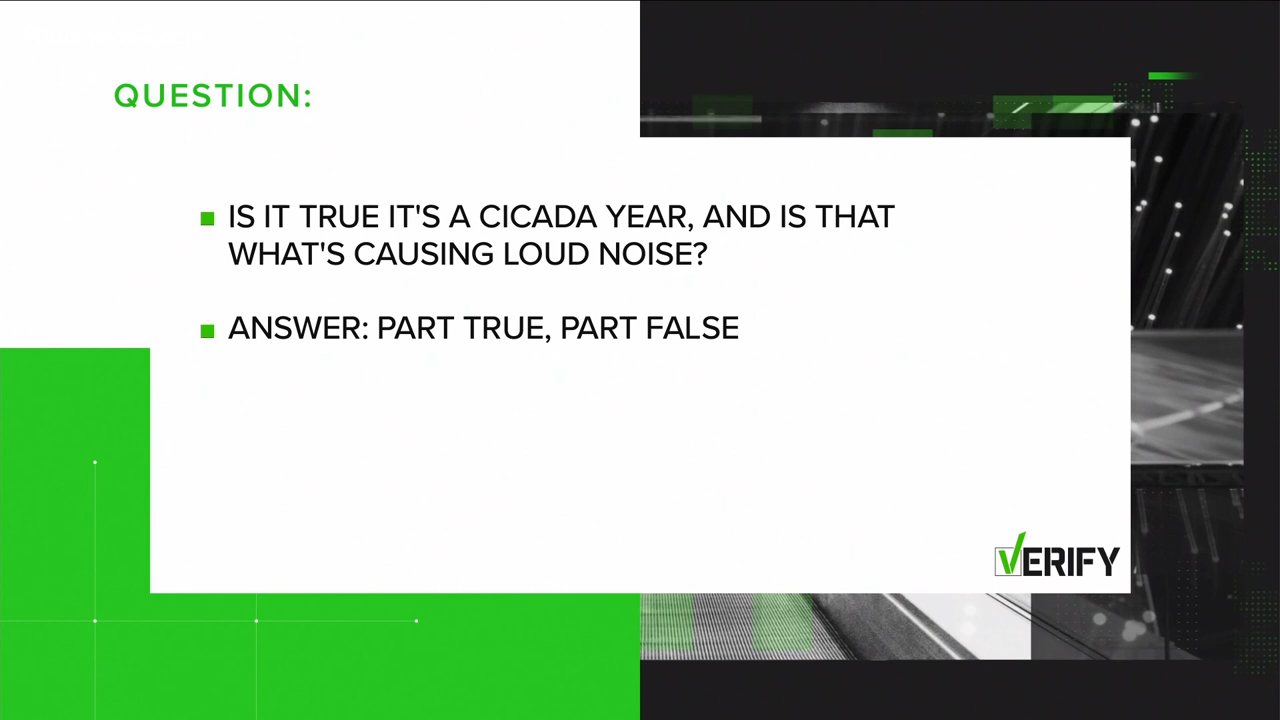 QUESTION:
IS IT TRUE IT'S A CICADA YEAR, AND IS THAT
WHAT'S CAUSING LOUD NOISE?
ANSWER: PART TRUE, PART FALSE
VERIFY